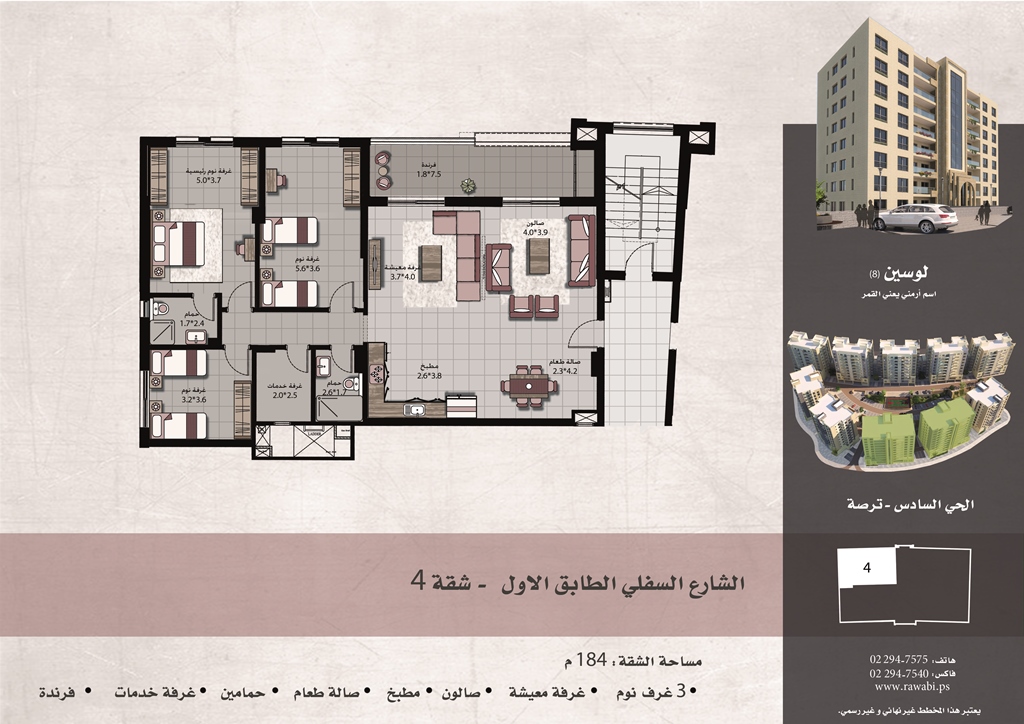 غرفة نوم رئيسية
5.0*3.7
غرفة نوم
5.6*3.6
فرندة
1.8*7.5
صالون
4.0*3.9
غرفة معيشة
3.7*4.0
حمام
1.7*2.4
غرفة نوم
3.2*3.6
غرفة خدمات
2.0*2.5
حمام
2.6*1.7
مطبخ
2.6*3.8
صالة طعام
2.3*4.2
لوسين (8)
اسم أرمني يعني القمر
الحي السادس - ترصة
4
الشارع السفلي الطابق الاول - شقة 4
مساحة الشقة : 184 م
• 3 غرف نوم • غرفة معيشة • صالون • مطبخ • صالة طعام • حمامين • غرفة خدمات • فرندة
هاتف: 02 294-7575
فاكس: 02 294-7540
www.rawabi.ps
يعتبر هذا المخطط غير نهائي و غير رسمي.